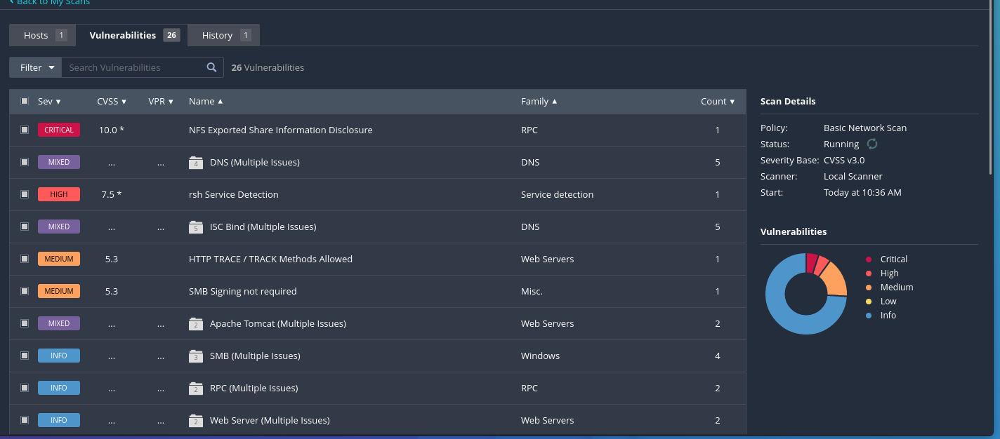 Back to My Scans
Hosts 1 Vulnerabilities 26 History 1
Filter Search Vulnerabilities 26 Vulnerabilities
Sev CVSS VPR Name Family Count
CRITICAL 10.0 * NFS Exported Share Information Disclosure RPC 1
MIXED ... ... 4 DNS (Multiple Issues) DNS 5
HIGH 7.5 * rsh Service Detection Service detection 1
MIXED ... ... 5 ISC Bind (Multiple Issues) DNS 5
MEDIUM 5.3 HTTP TRACE / TRACK Methods Allowed Web Servers 1
MEDIUM 5.3 SMB Signing not required Misc. 1
MIXED ... ... 2 Apache Tomcat (Multiple Issues) Web Servers 2
INFO ... ... 3 SMB (Multiple Issues) Windows 4
INFO ... ... 2 RPC (Multiple Issues) RPC 2
INFO ... ... 2 Web Server (Multiple Issues) Web Servers 2
Scan Details
Policy: Basic Network Scan
Status: Running
Severity Base: CVSS v3.0
Scanner: Local Scanner
Start: Today at 10:36 AM
Vulnerabilities
Critical
High
Medium
Low
Info